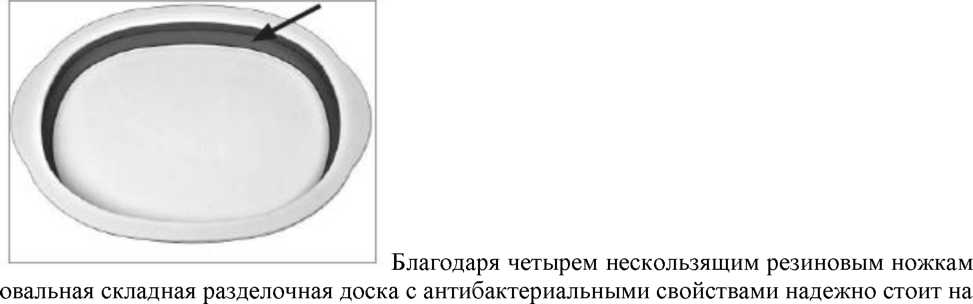 Благодаря четырем нескользящим резиновым ножкам
овальная складная разделочная доска с антибактериальными свойствами надежно стоит на